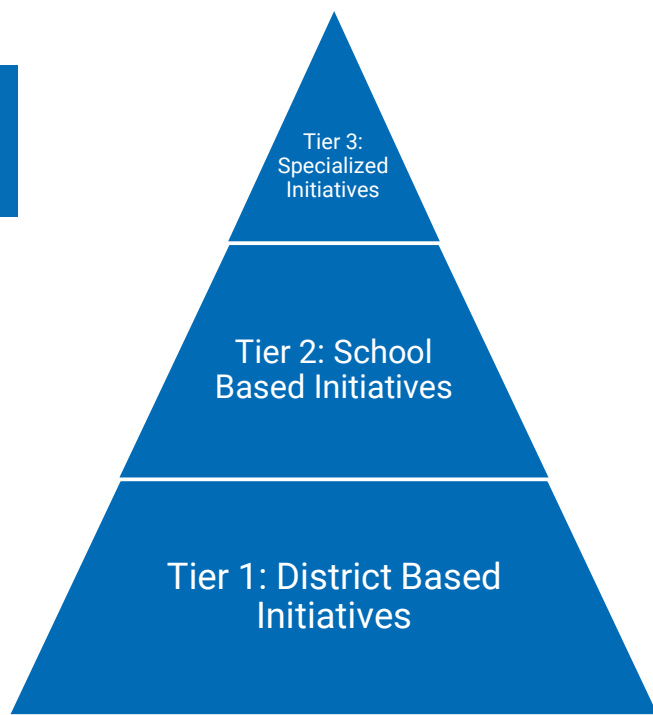 Tier 3:
Specialized
Initiatives
Tier 2: School
Based Initiatives
Tier 1: District Based
Initiatives